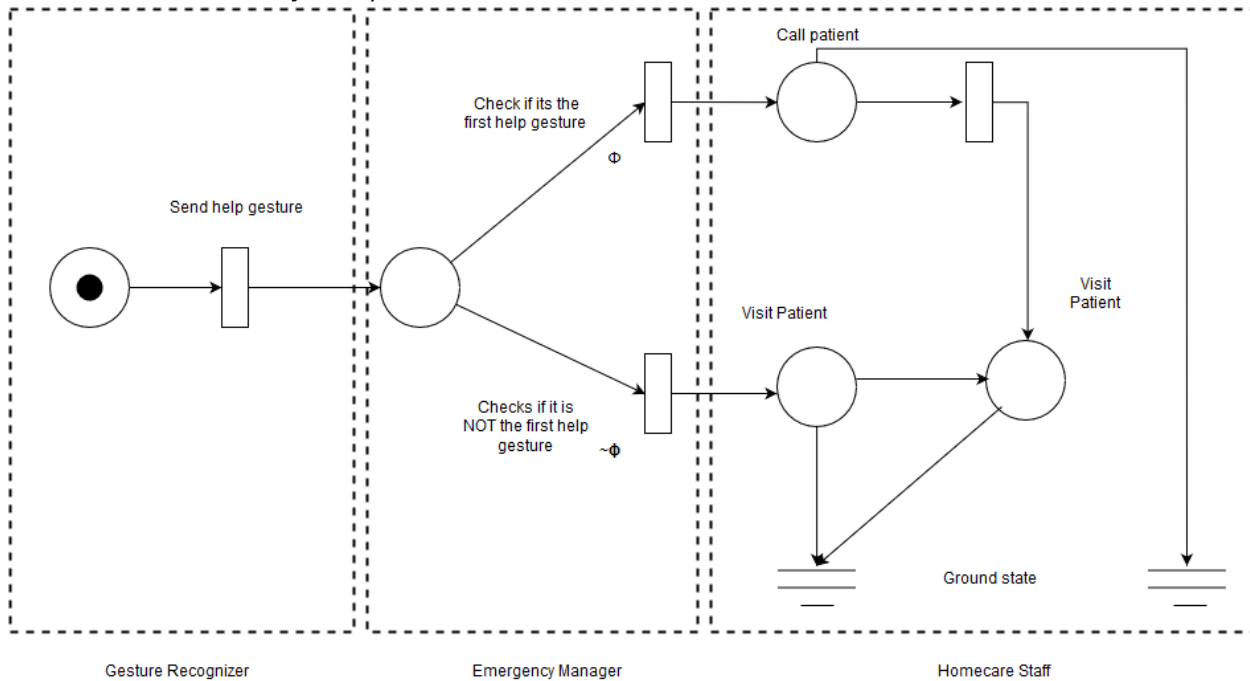 Call patient
Check if its the
first help gesture
Φ
Send help gesture
Visit
Patient
Visit Patient
Checks if it is
NOT the first help
gesture
~Φ
Ground state
Gesture Recognizer
Emergency Manager
Homecare Staff